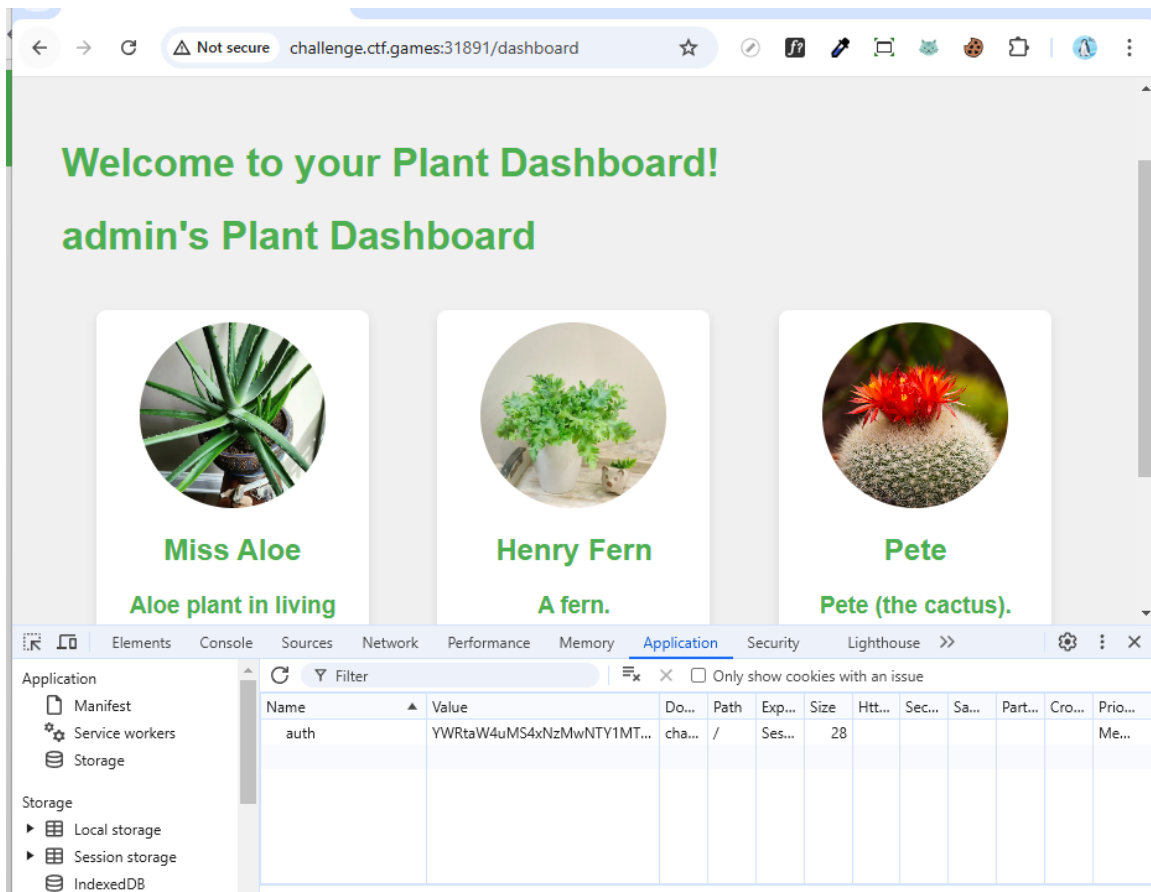 Not secure challenge.ctf.games:31891/dashboard
f?
Welcome to your Plant Dashboard!
admin's Plant Dashboard
Miss Aloe Henry Fern Pete
Aloe plant in living A fern. Pete (the cactus).
Elements Console Sources Network Performance Memory Application Security Lighthouse
Application Filter Only show cookies with an issue
Manifest Name Value Do... Path Exp... Size Htt... Sec... Sa... Part... Cro... Prio...
Service workers auth YWRtaW4uMS4xNzMwNTY1MT... cha... / Ses... 28 Me...
Storage
Storage
Local storage
Session storage
IndexedDB